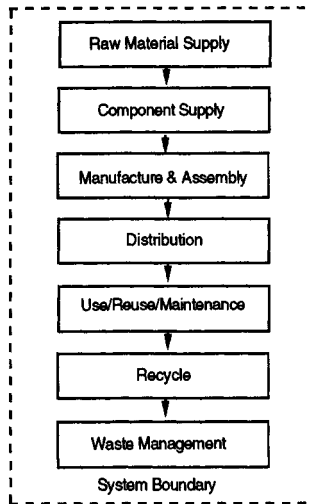 Raw Material Supply
Component Supply
Manufacture & Assembly
Distribution
Use/Reuse/Maintenance
Recycle
Waste Management
System Boundary